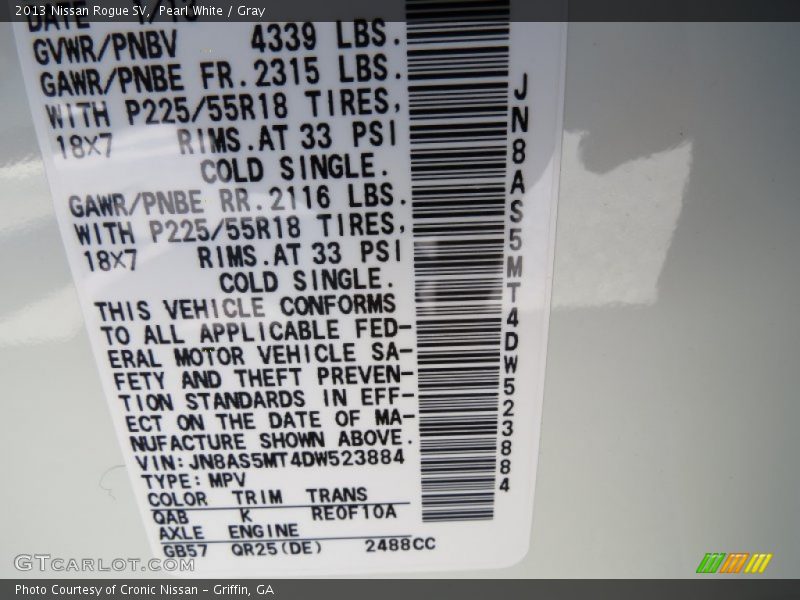 2013 Nissan Rogue SV, / Pearl White / Gray
DATE 1/13
GVWR/PNBV 4339 LBS.
GAWR/PNBE FR.2315 LBS.
WITH P225/55R18 TIRES,
18X7 RIMS.AT 33 PSI
COLD SINGLE.
GAWR/PNBE RR.2116 LBS.
WITH P225/55R18 TIRES,
18X7 RIMS.AT 33 PSI
COLD SINGLE.
THIS VEHICLE CONFORMS
TO ALL APPLICABLE FED-
ERAL MOTOR VEHICLE SA-
FETY AND THEFT PREVEN-
TION STANDARDS IN EFF-
ECT ON THE DATE OF MA-
NUFACTURE SHOWN ABOVE.
VIN:JN8AS5MT4DW523884
TYPE:MPV
COLOR TRIM TRANS
QAB K RE0F10A
AXLE ENGINE
GB57 QR25(DE) 2488CC
JN8AS5MT4DW523884
GTCarLot.com
Photo Courtesy of Cronic Nissan - Griffin, GA